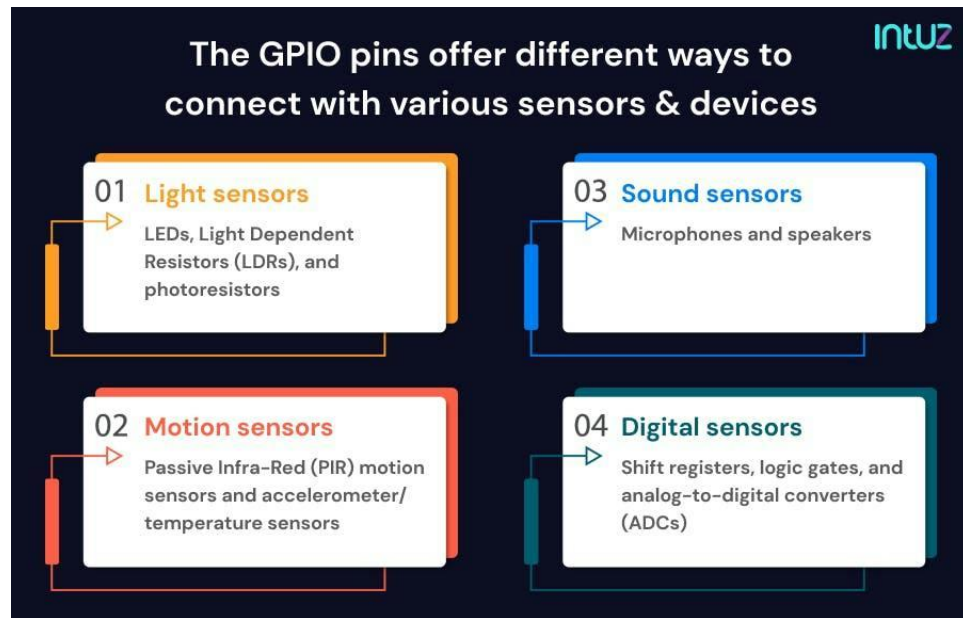 The GPIO pins offer different ways to
connect with various sensors & devices
INTUZ
01 Light sensors
LEDs, Light Dependent
Resistors (LDRs), and
photoresistors
02 Motion sensors
Passive Infra-Red (PIR) motion
sensors and accelerometer/
temperature sensors
03 Sound sensors
Microphones and speakers
04 Digital sensors
Shift registers, logic gates, and
analog-to-digital converters
(ADCs)